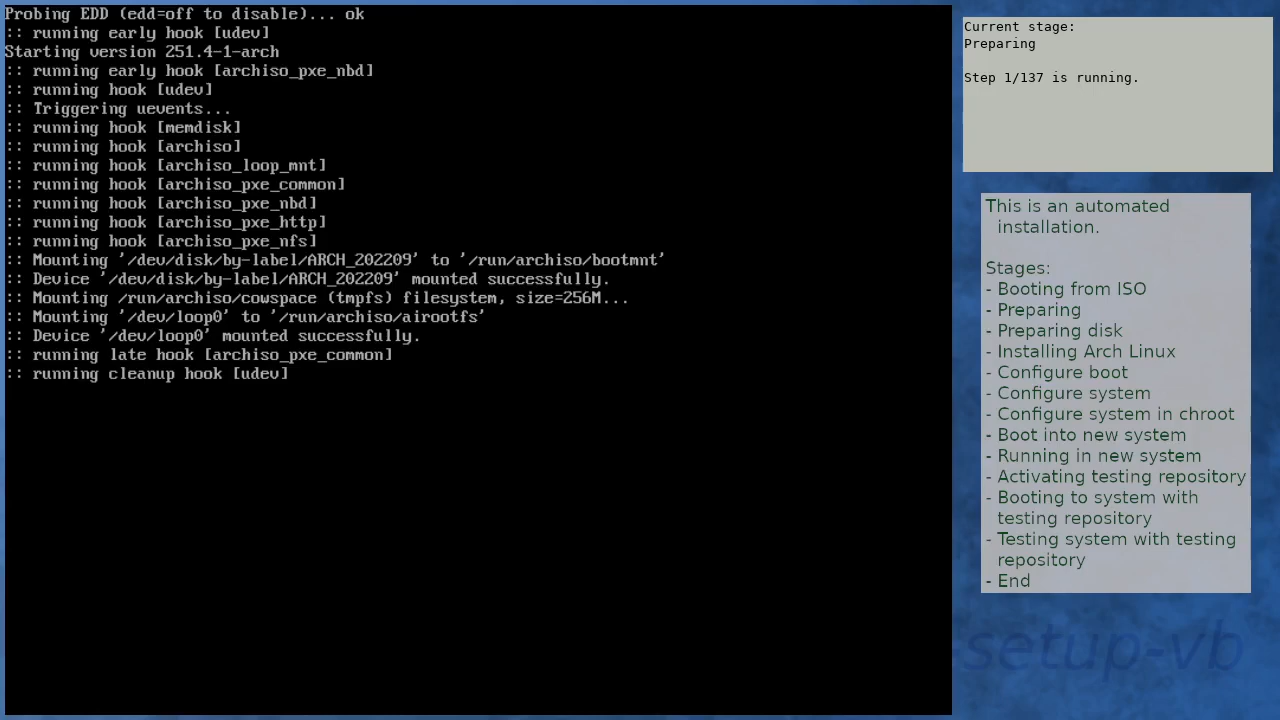 Probing EDD (edd=off to disable)... ok
:: running early hook [udev]
Starting version 251.4-1-arch
:: running early hook [archiso_pxe_nbd]
:: running hook [udev]
:: Triggering uevents...
:: running hook [memdisk]
:: running hook [archiso]
:: running hook [archiso_loop_mnt]
:: running hook [archiso_pxe_common]
:: running hook [archiso_pxe_nbd]
:: running hook [archiso_pxe_http]
:: running hook [archiso_pxe_nfs]
:: Mounting '/dev/disk/by-label/ARCH_202209' to '/run/archiso/bootmnt'
:: Device '/dev/disk/by-label/ARCH_202209' mounted successfully.
:: Mounting /run/archiso/cowspace (tmpfs) filesystem, size=256M...
:: Mounting '/dev/loop0' to '/run/archiso/airootfs'
:: Device '/dev/loop0' mounted successfully.
:: running late hook [archiso_pxe_common]
:: running cleanup hook [udev]
Current stage:
Preparing
Step 1/137 is running.
This is an automated
installation.
Stages:
- Booting from ISO
- Preparing
- Preparing disk
- Installing Arch Linux
- Configure boot
- Configure system
- Configure system in chroot
- Boot into new system
- Running in new system
- Activating testing repository
- Booting to system with
testing repository
- Testing system with testing
repository
- End
-setup-vb